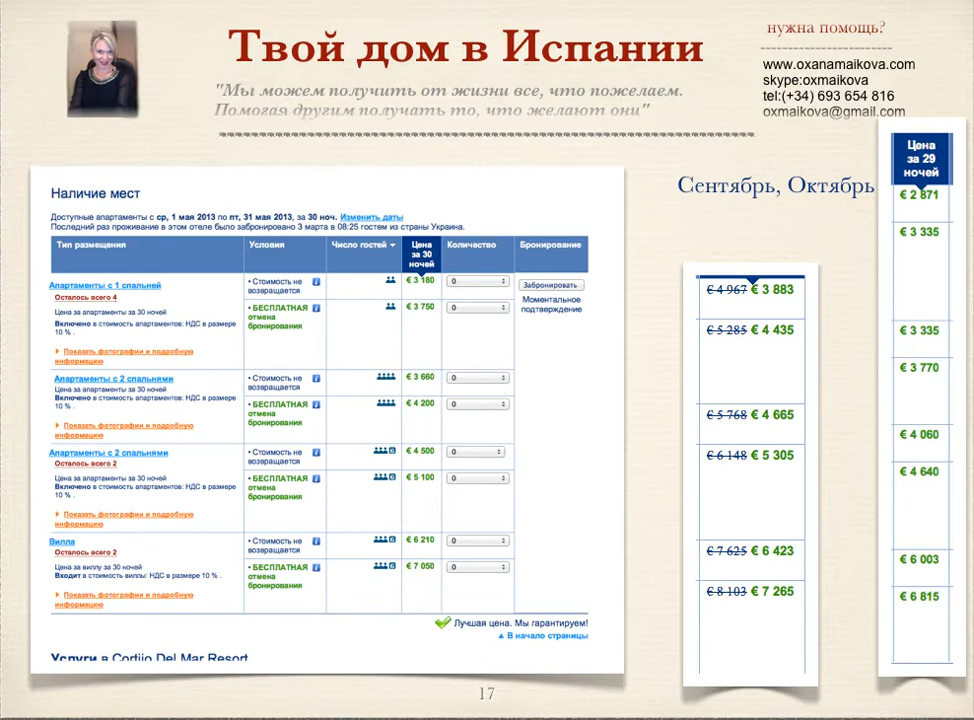 Твой дом в Испании
"Мы можем получить от жизни все, что пожелаем.
Помогая другим получать то, что желают они"
нужна помощь?
www.oxanamaikova.com
skype:oxmaikova
tel:(+34) 693 654 816
oxmaikova@gmail.com
Наличие мест
Доступные апартаменты с ср, 1 мая 2013 по пт, 31 мая 2013, за 30 ноч. Изменить даты
Последний раз проживание в этом отеле было забронировано 3 марта в 08:25 гостем из страны Украина.
Тип размещения Условия Число гостей Цена за 30 ночей Количество Бронирование
Апартаменты с 1 спальней
Осталось всего 4
Цена за апартаменты за 30 ночей
Включено в стоимость апартаментов: НДС в размере
10 % .
Показать фотографии и подробную
информацию
• Стоимость не
возвращается
€ 3 180
0
Забронировать
Моментальное
подтверждение
• БЕСПЛАТНАЯ
отмена
бронирования
€ 3 750
0
Апартаменты с 2 спальнями
Цена за апартаменты за 30 ночей
Включено в стоимость апартаментов: НДС в размере
10 % .
Показать фотографии и подробную
информацию
• Стоимость не
возвращается
€ 3 660
0
• БЕСПЛАТНАЯ
отмена
бронирования
€ 4 200
0
Апартаменты с 2 спальнями
Осталось всего 2
Цена за апартаменты за 30 ночей
Включено в стоимость апартаментов: НДС в размере
10 % .
Показать фотографии и подробную
информацию
• Стоимость не
возвращается
€ 4 500
0
• БЕСПЛАТНАЯ
отмена
бронирования
€ 5 100
0
Вилла
Осталось всего 2
Цена за виллу за 30 ночей
Входит в стоимость виллы: НДС в размере 10 % .
Показать фотографии и подробную
информацию
• Стоимость не
возвращается
€ 6 210
0
• БЕСПЛАТНАЯ
отмена
бронирования
€ 7 050
0
Лучшая цена. Мы гарантируем!
В начало страницы
Услуги в Cortijo Del Mar Resort
Сентябрь, Октябрь
€ 4 967 € 3 883
€ 5 285 € 4 435
€ 5 768 € 4 665
€ 6 148 € 5 305
€ 7 625 € 6 423
€ 8 103 € 7 265
Цена
за 29
ночей
€ 2 871
€ 3 335
€ 3 335
€ 3 770
€ 4 060
€ 4 640
€ 6 003
€ 6 815
17